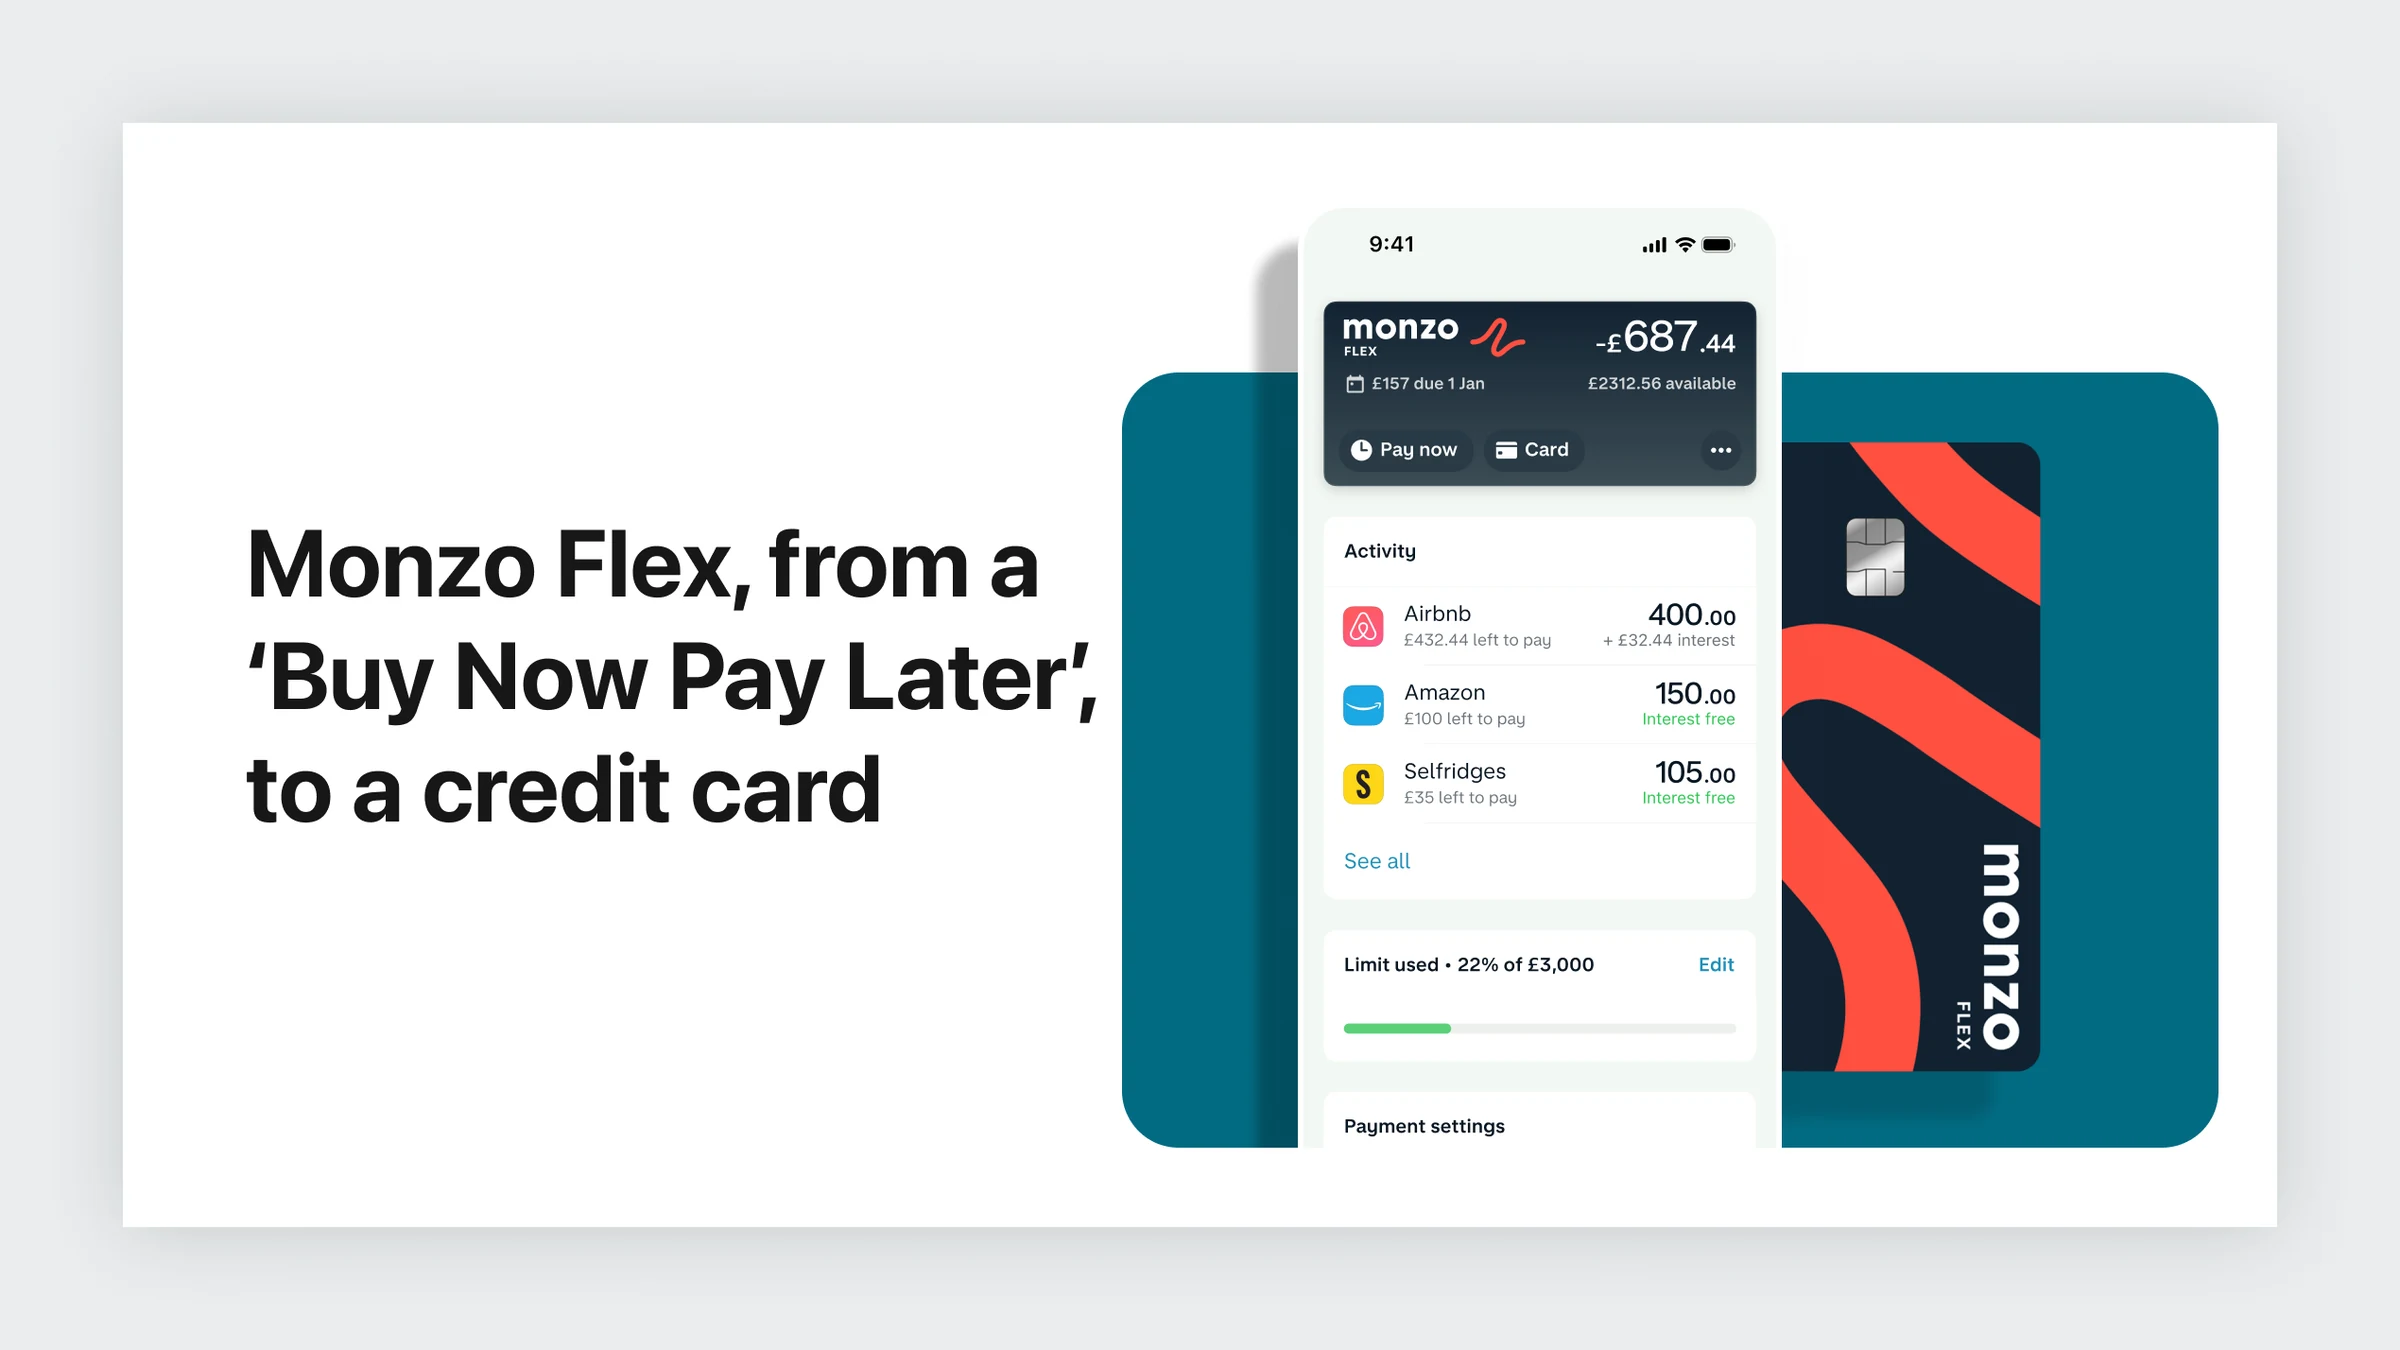 Monzo Flex, from a
‘Buy Now Pay Later’,
to a credit card
9:41
monzo
FLEX
-£687.44
£157 due 1 Jan
£2312.56 available
Pay now
Card
Activity
Airbnb
400.00
£432.44 left to pay
+ £32.44 interest
Amazon
150.00
£100 left to pay
Interest free
Selfridges
105.00
£35 left to pay
Interest free
See all
Limit used • 22% of £3,000
Edit
Payment settings
monzo
FLEX